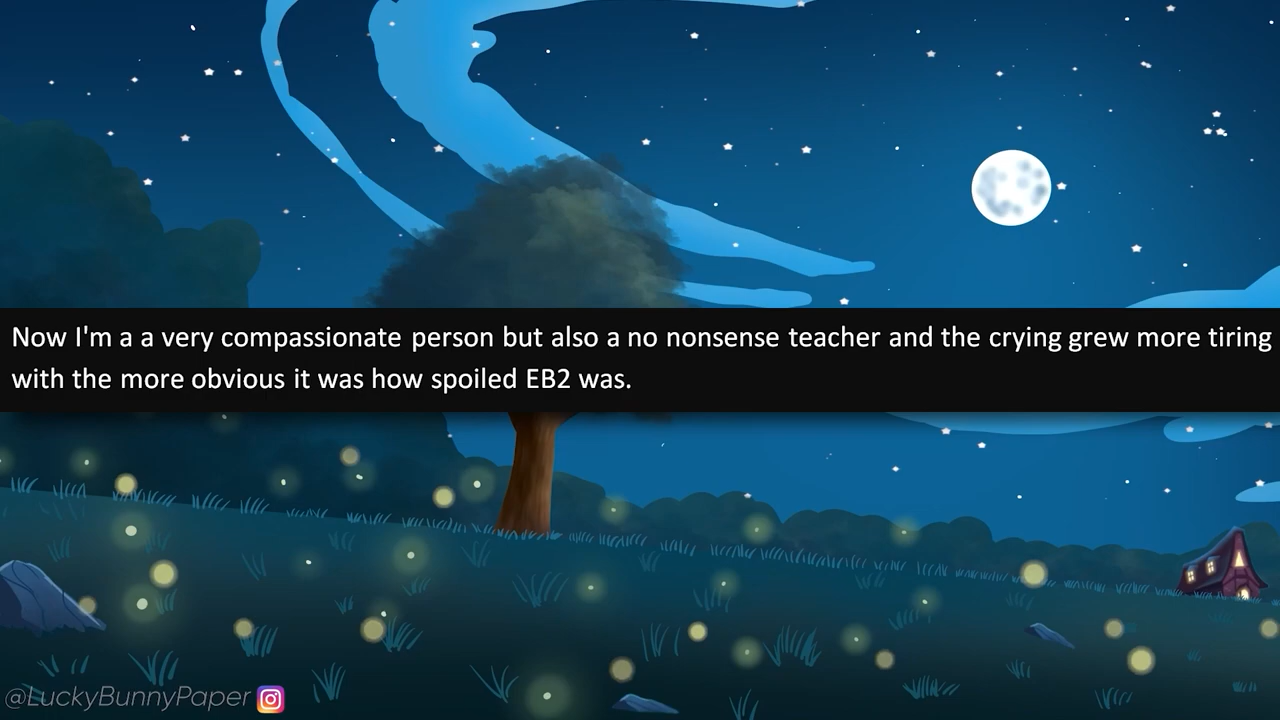 Now I'm a a very compassionate person but also a no nonsense teacher and the crying grew more tiring
with the more obvious it was how spoiled EB2 was.
@LuckyBunnyPaper